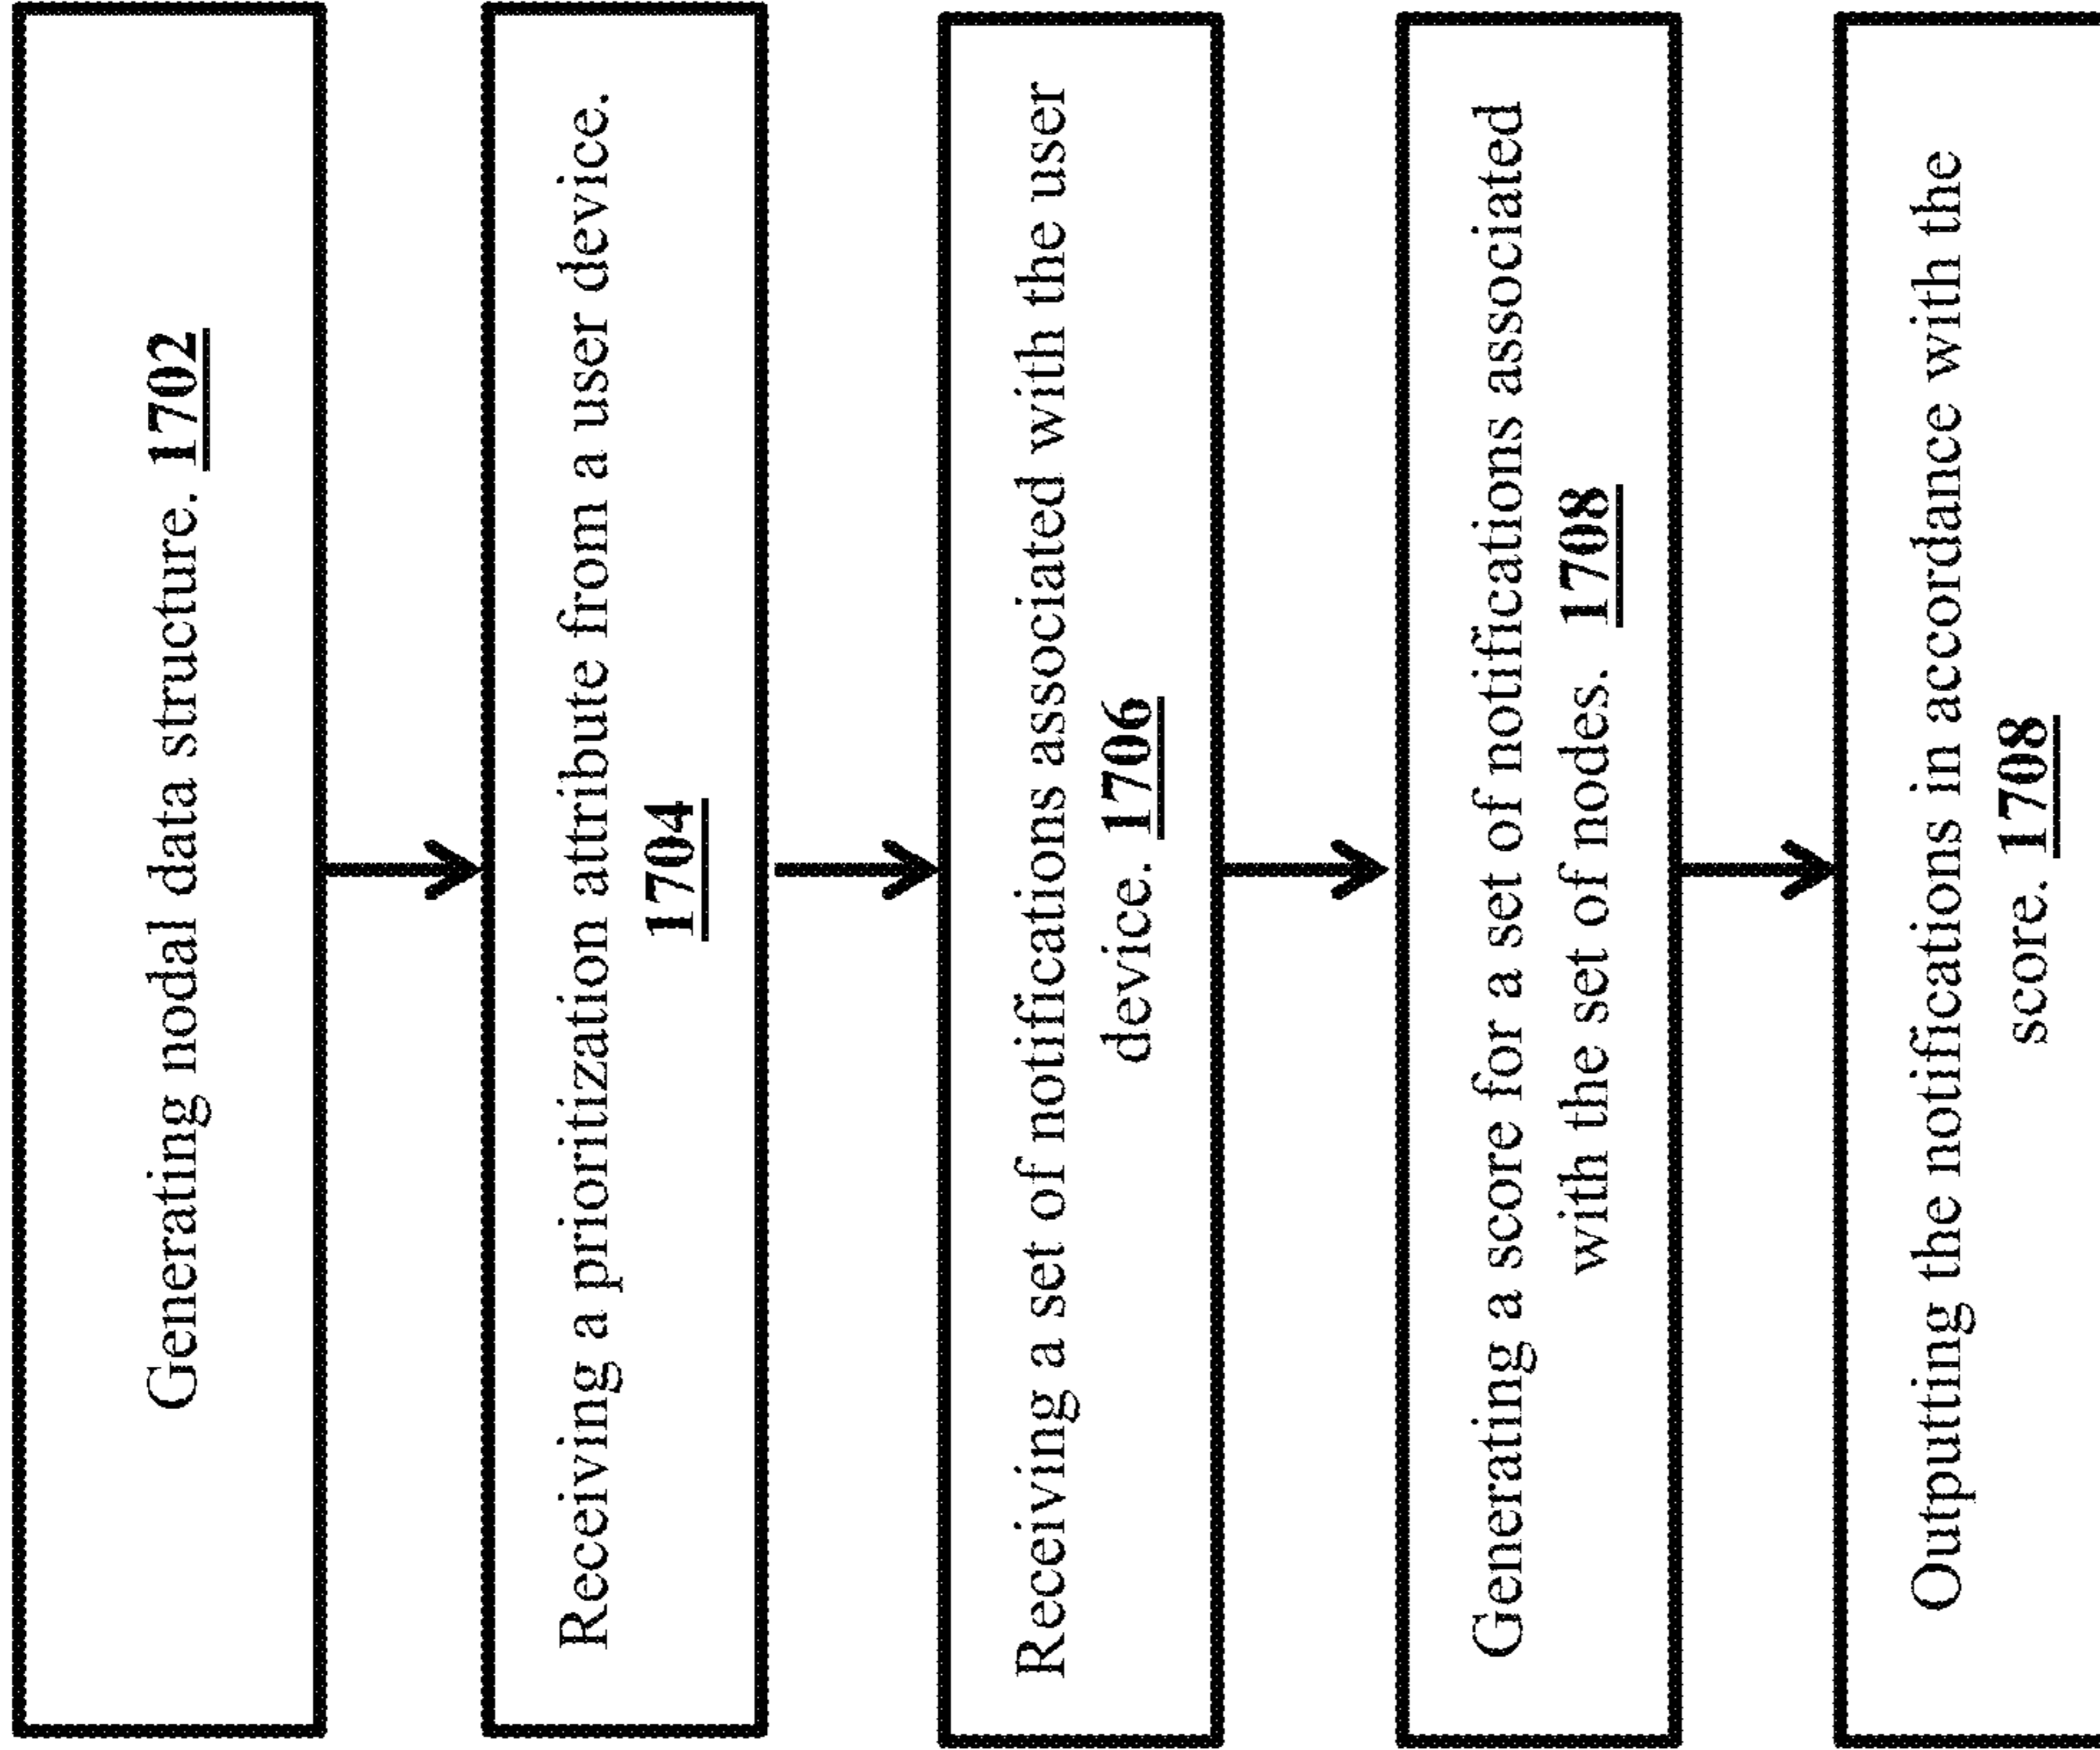 Generating nodal data structure. 1702
Receiving a prioritization attribute from a user device.
1704
Receiving a set of notifications associated with the user
device. 1706
Generating a score for a set of notifications associated
with the set of nodes. 1708
Outputting the notifications in accordance with the
score. 1708